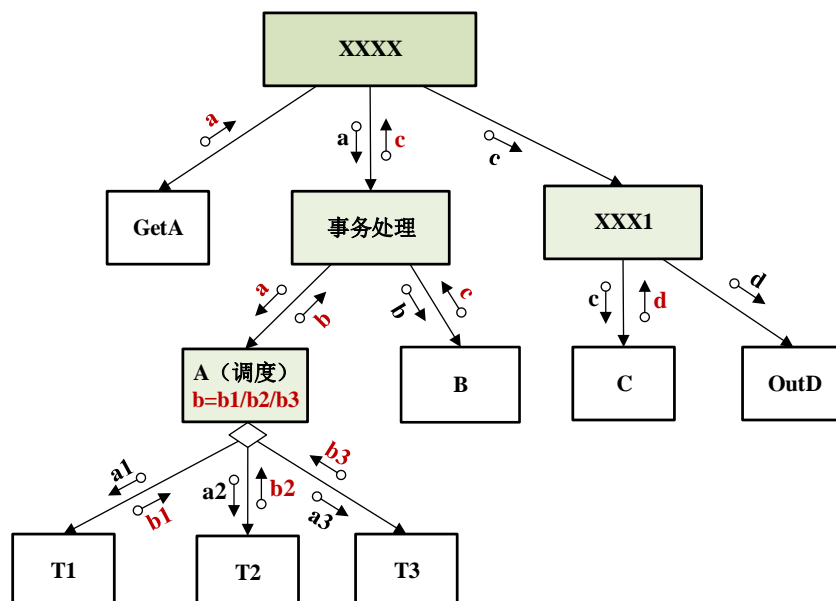 XXXX
a
a
c
c
GetA
事务处理
XXX1
a
b
b
c
c
d
d
A（调度）
b=b1/b2/b3
B
C
OutD
a1
b1
a2
b2
b3
a3
T1
T2
T3